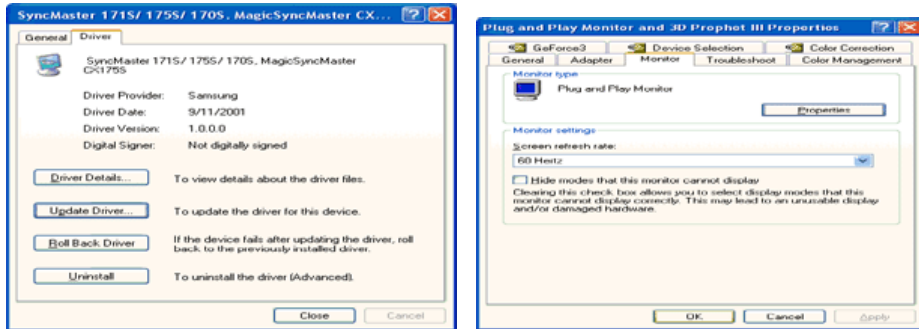 SyncMaster 171S/ 175S/ 170S, MagicSyncMaster CX...
General Driver
SyncMaster 171S/ 175S/ 170S, MagicSyncMaster
CX175S
Driver Provider: Samsung
Driver Date: 9/11/2001
Driver Version: 1.0.0.0
Digital Signer: Not digitally signed
Driver Details... To view details about the driver files.
Update Driver... To update the driver for this device.
Roll Back Driver If the device fails after updating the driver, roll
back to the previously installed driver.
Uninstall To uninstall the driver (Advanced).
Close Cancel
Plug and Play Monitor and 3D Prophet III Properties
GeForce3 Device Selection Color Correction
General Adapter Monitor Troubleshoot Color Management
Monitor type
Plug and Play Monitor
Properties
Monitor settings
Screen refresh rate:
60 Hertz
Hide modes that this monitor cannot display
Clearing this check box allows you to select display modes that this
monitor cannot display correctly. This may lead to an unusable display
and/or damaged hardware.
OK Cancel Apply